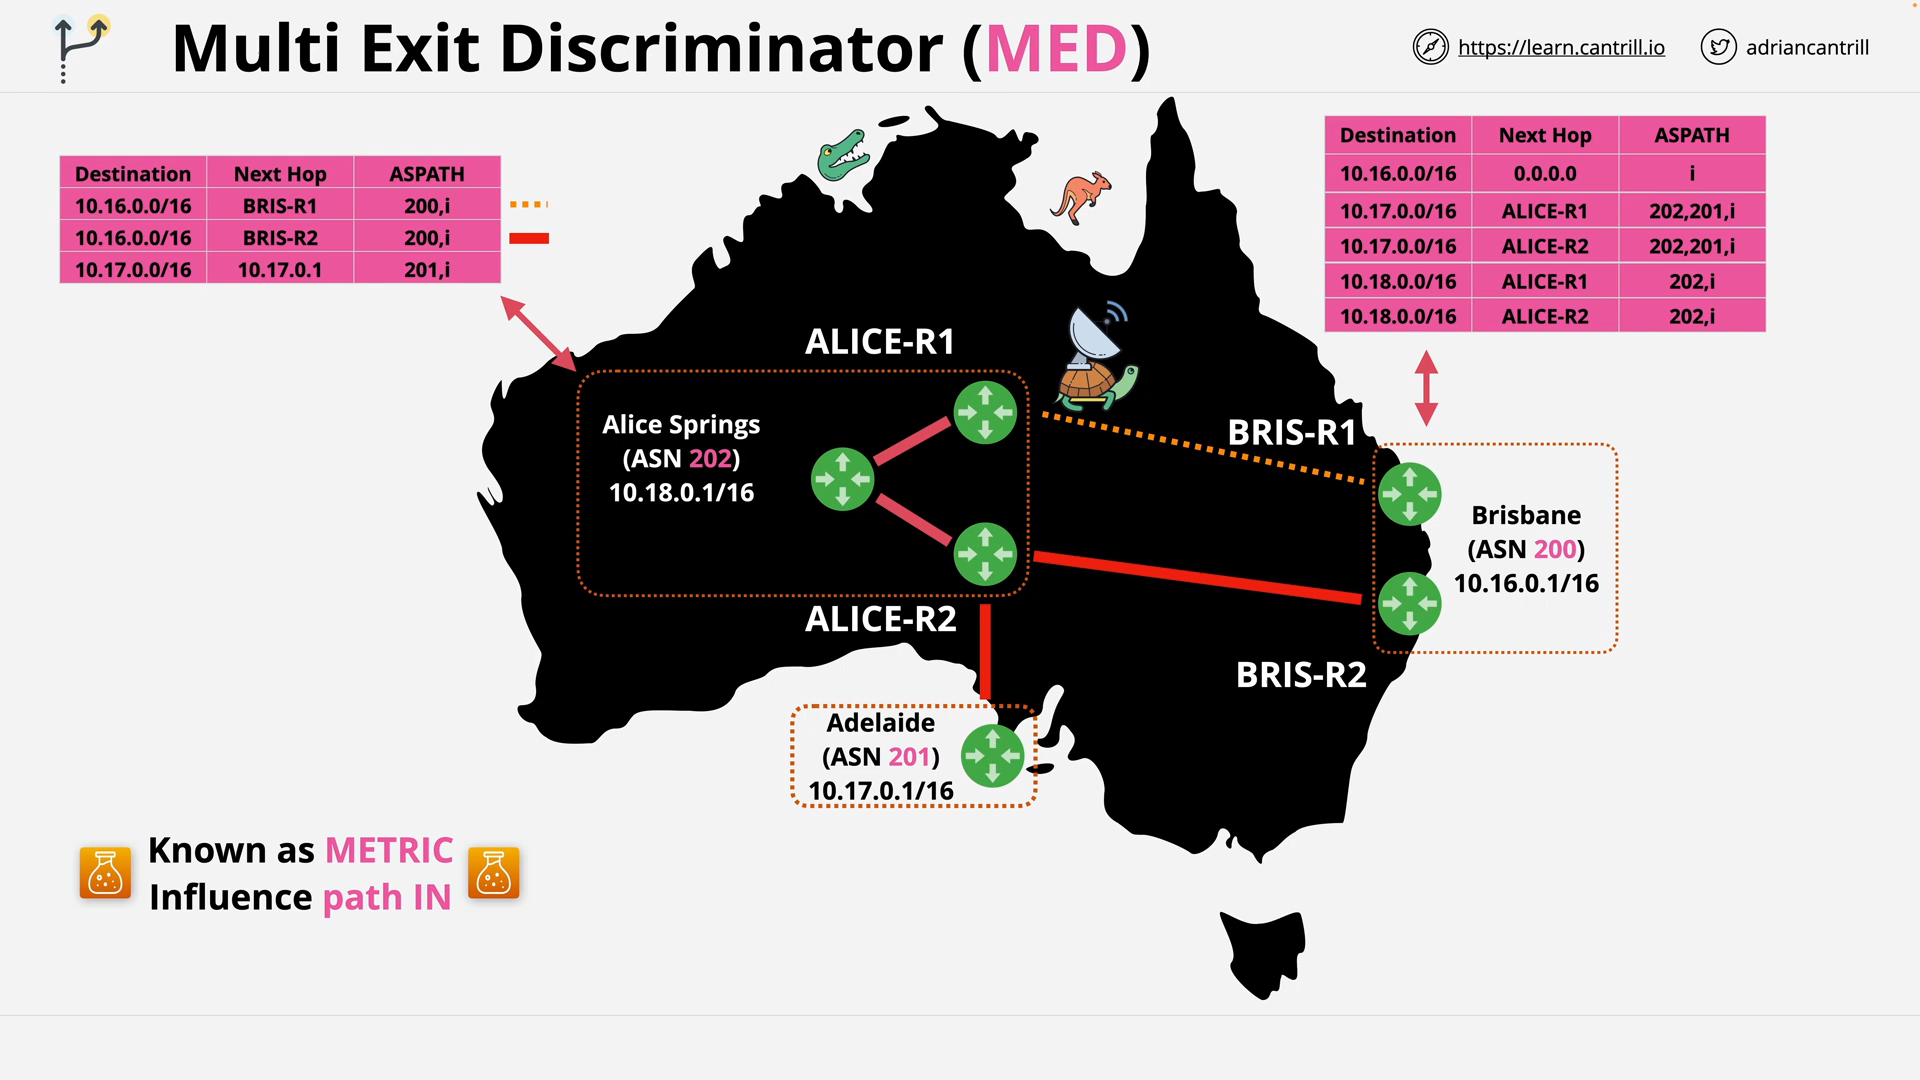 Multi Exit Discriminator (MED)
https://learn.cantrill.io
adriancantrill
Destination Next Hop ASPATH
10.16.0.0/16 BRIS-R1 200,i
10.16.0.0/16 BRIS-R2 200,i
10.17.0.0/16 10.17.0.1 201,i
Destination Next Hop ASPATH
10.16.0.0/16 0.0.0.0 i
10.17.0.0/16 ALICE-R1 202,201,i
10.17.0.0/16 ALICE-R2 202,201,i
10.18.0.0/16 ALICE-R1 202,i
10.18.0.0/16 ALICE-R2 202,i
ALICE-R1
Alice Springs
(ASN 202)
10.18.0.1/16
ALICE-R2
BRIS-R1
Brisbane
(ASN 200)
10.16.0.1/16
BRIS-R2
Adelaide
(ASN 201)
10.17.0.1/16
Known as METRIC
Influence path IN